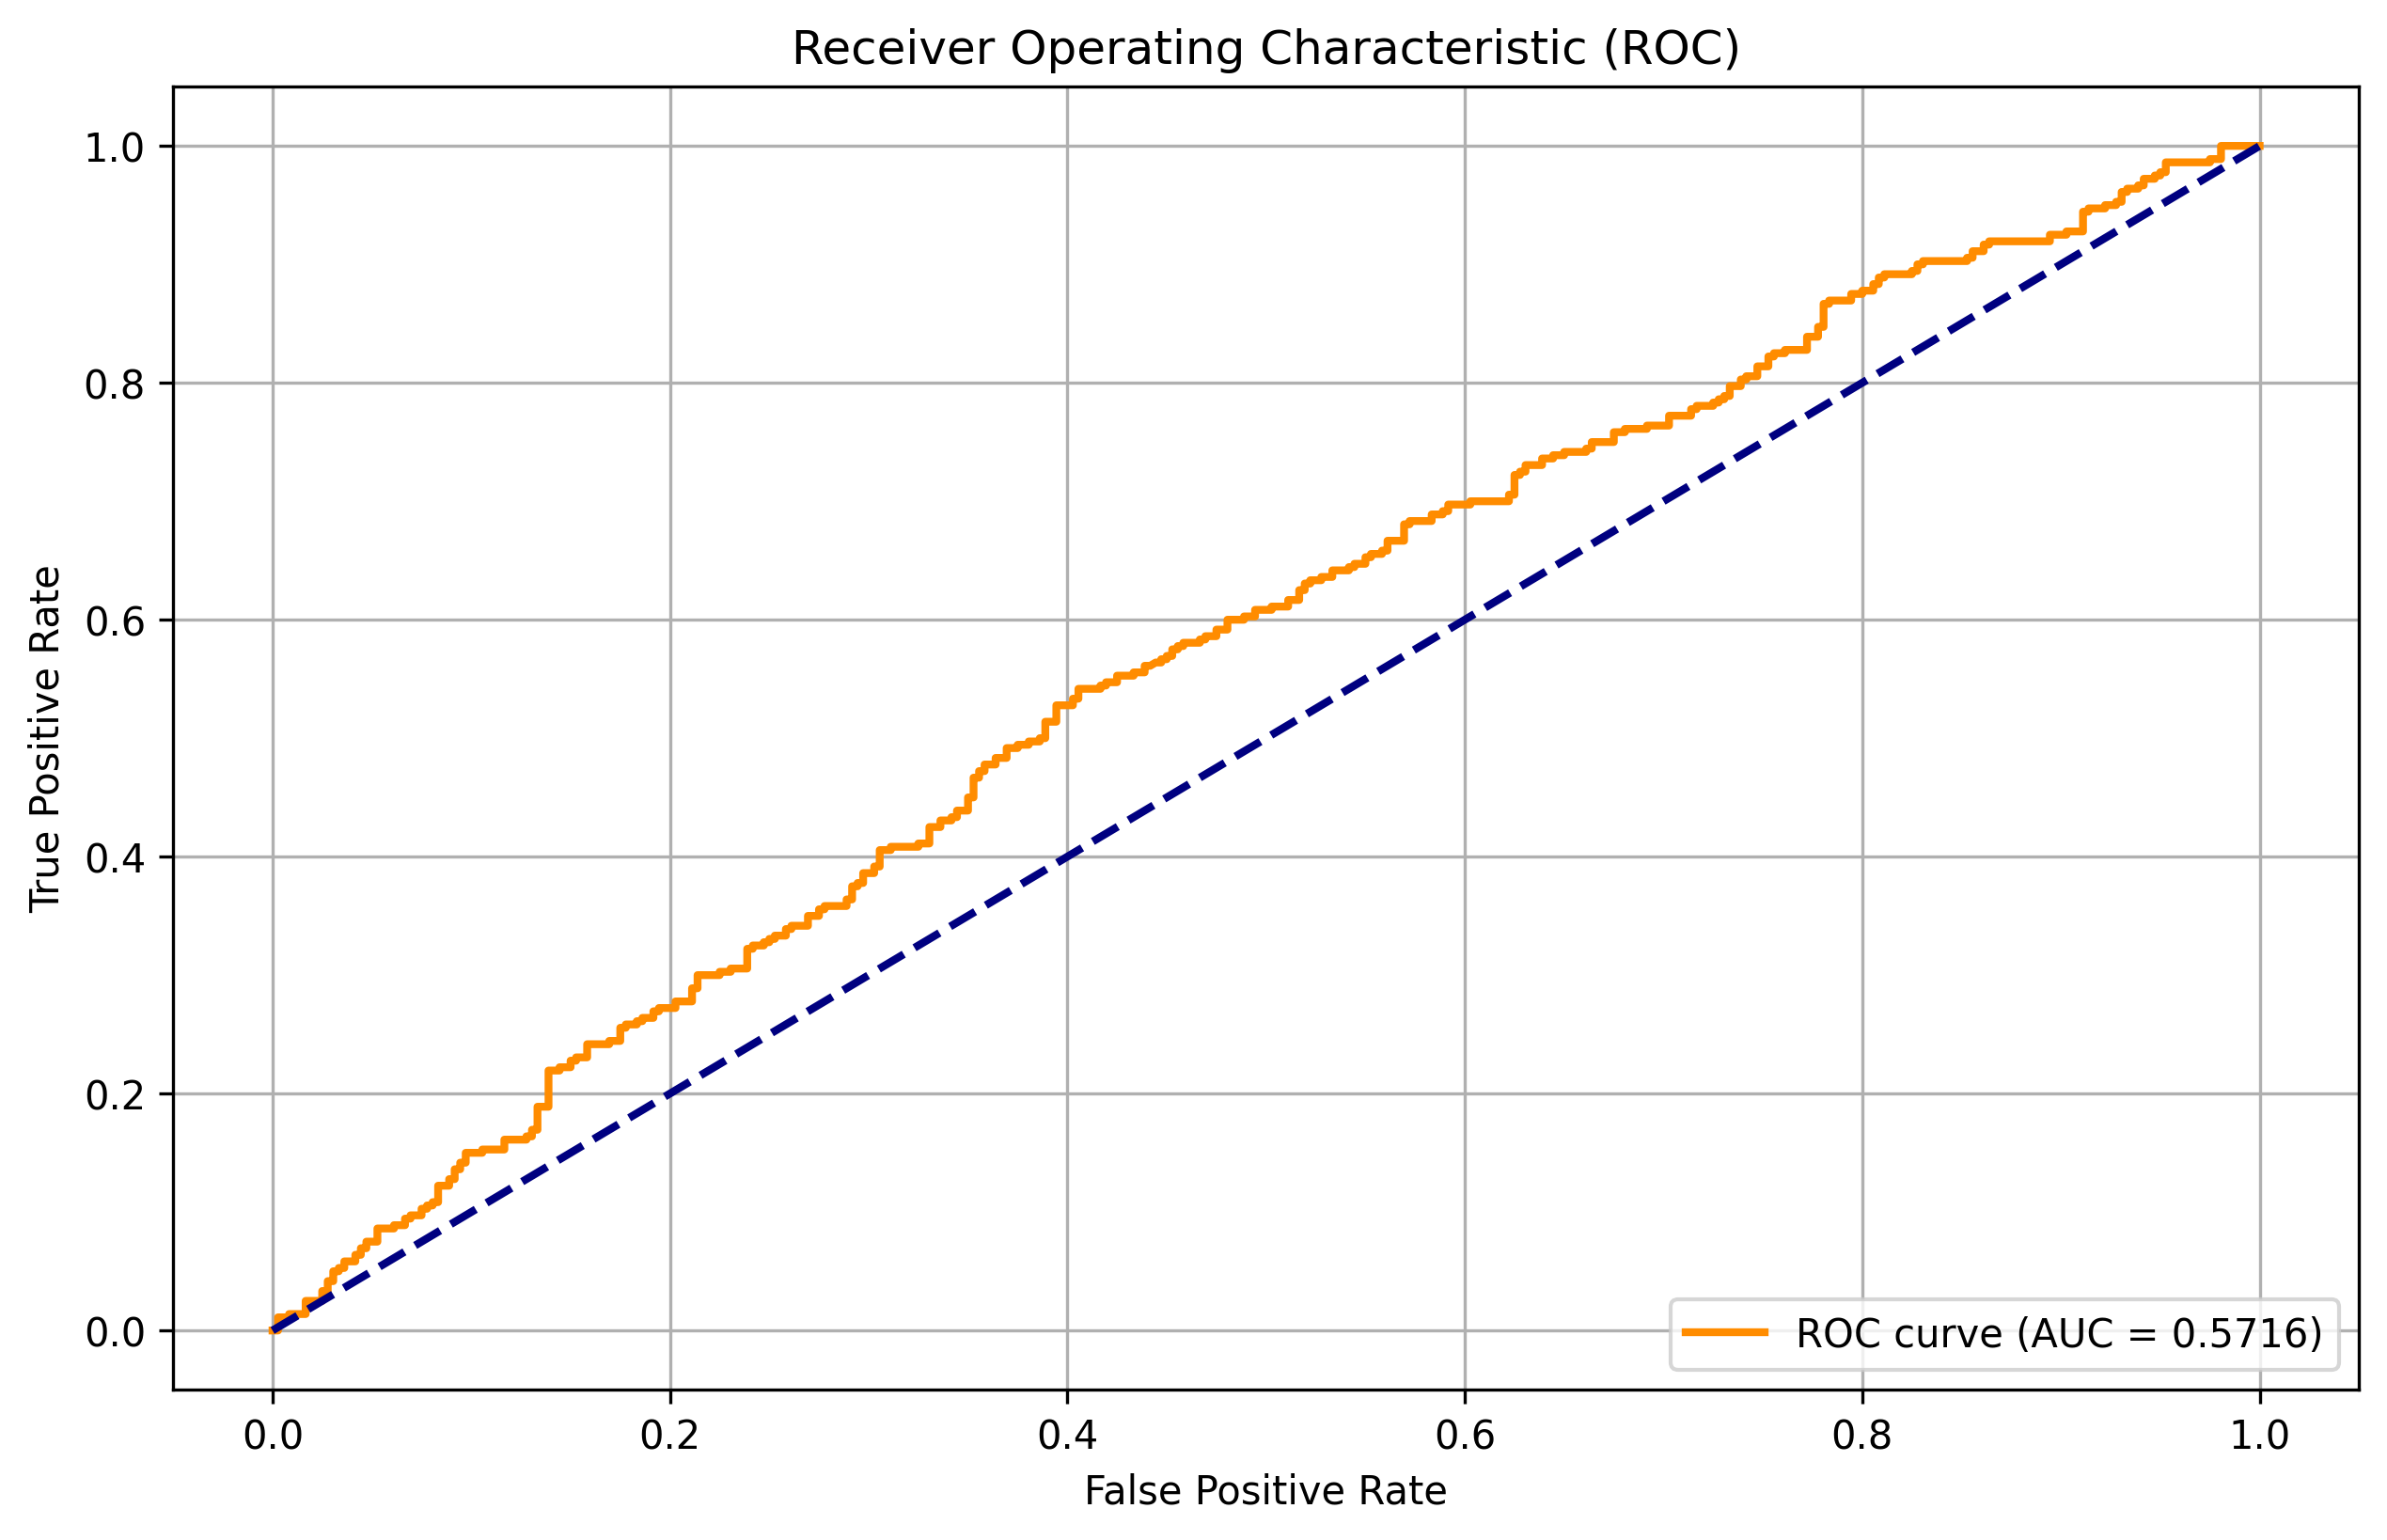 Receiver Operating Characteristic (ROC)
1.0
0.8
0.6
0.4
0.2
0.0
True Positive Rate
ROC curve (AUC = 0.5716)
0.0 0.2 0.4 0.6 0.8 1.0
False Positive Rate